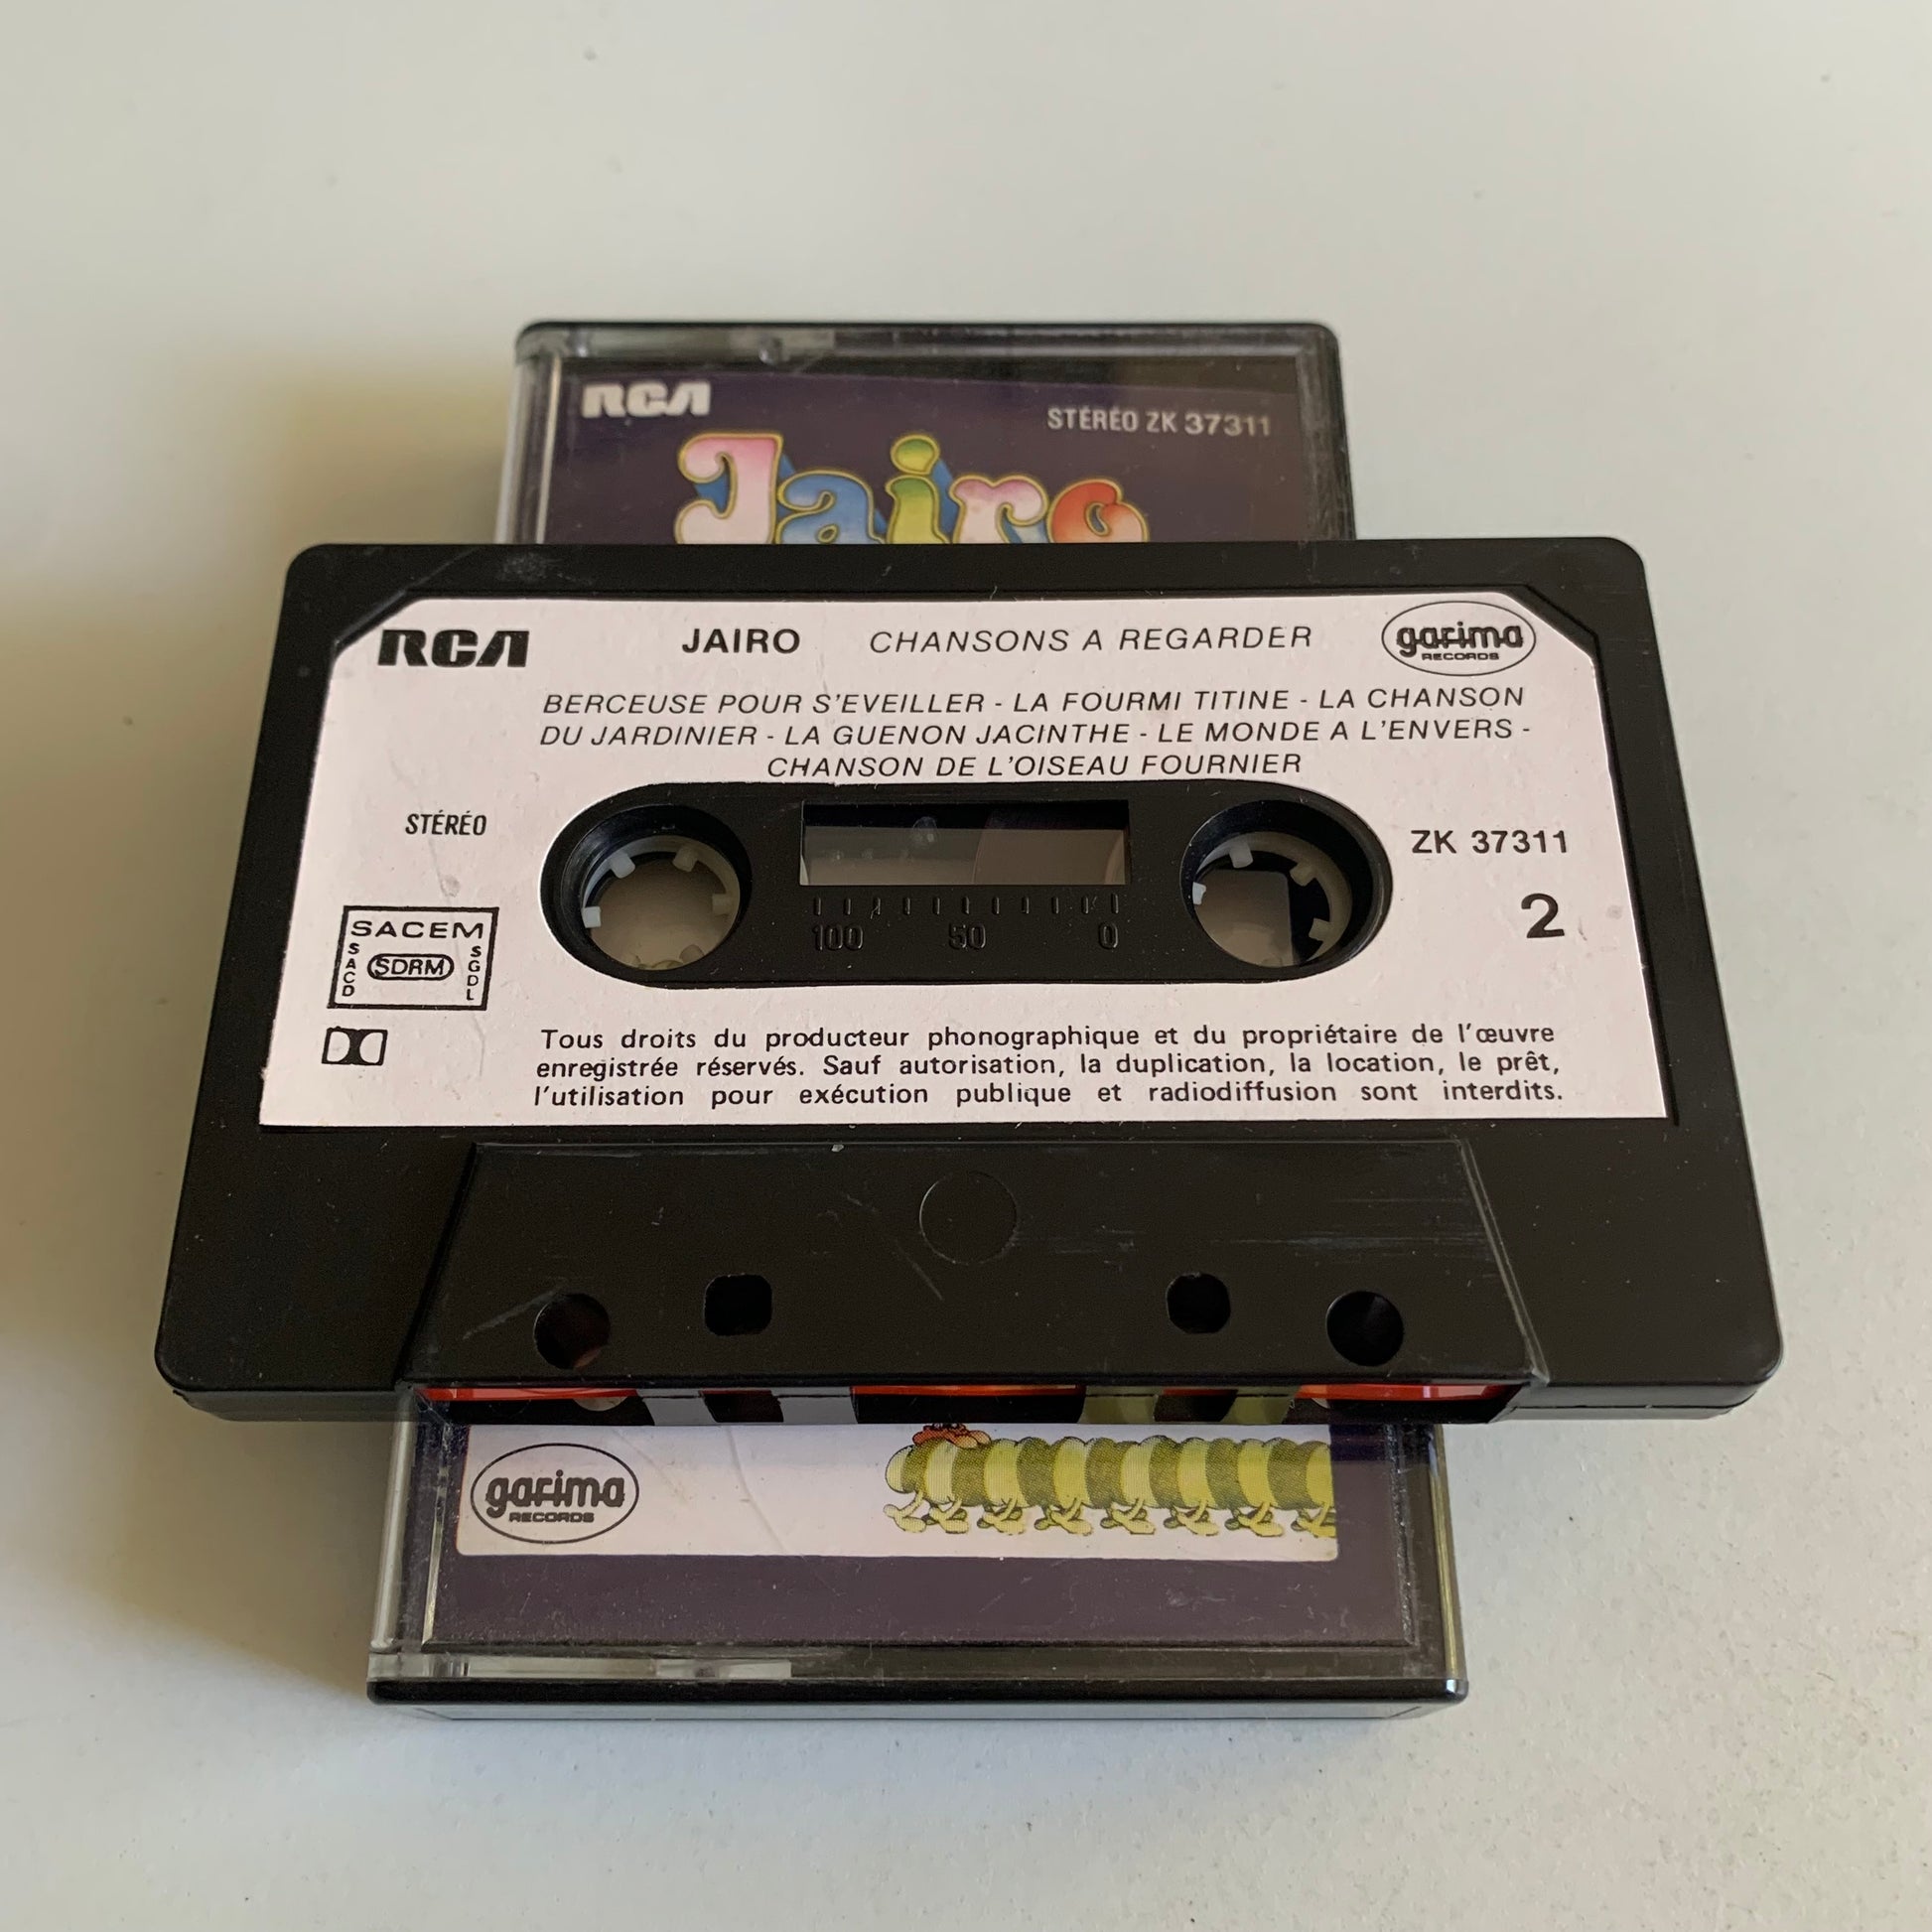 RCA
STÉRÉO ZK 37311
Jairo
RCA JAIRO CHANSONS A REGARDER garima RECORDS
BERCEUSE POUR S'EVEILLER - LA FOURMI TITINE - LA CHANSON
DU JARDINIER - LA GUENON JACINTHE - LE MONDE A L'ENVERS -
CHANSON DE L'OISEAU FOURNIER
STÉRÉO
ZK 37311
2
100 50 0
SACEM
SACD SDRM SGDL
Tous droits du producteur phonographique et du propriétaire de l'œuvre
enregistrée réservés. Sauf autorisation, la duplication, la location, le prêt,
l'utilisation pour exécution publique et radiodiffusion sont interdits.
garima
RECORDS